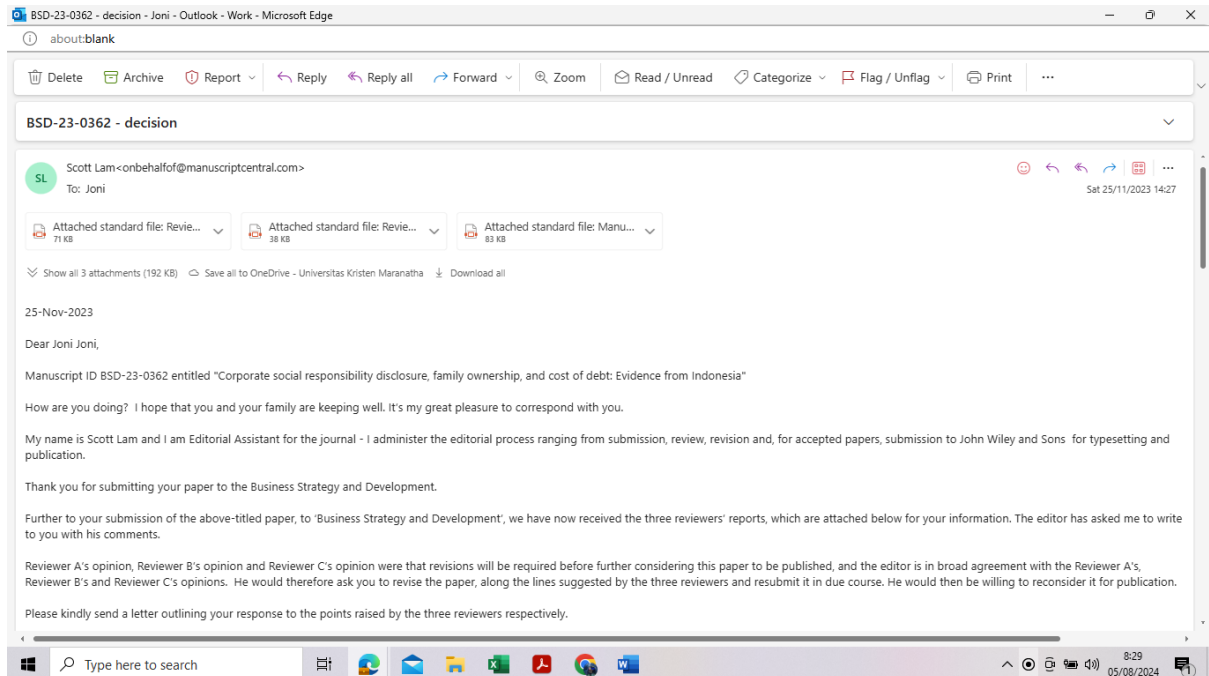 BSD-23-0362 - decision - Joni - Outlook - Work - Microsoft Edge
about:blank
Delete Archive Report Reply Reply all Forward Zoom Read / Unread Categorize Flag / Unflag Print ...
BSD-23-0362 - decision
SL
Scott Lam<onbehalfof@manuscriptcentral.com>
To: Joni
Sat 25/11/2023 14:27
Attached standard file: Revie...
71 KB
Attached standard file: Revie...
38 KB
Attached standard file: Manu...
83 KB
Show all 3 attachments (192 KB) Save all to OneDrive - Universitas Kristen Maranatha Download all
25-Nov-2023
Dear Joni Joni,
Manuscript ID BSD-23-0362 entitled "Corporate social responsibility disclosure, family ownership, and cost of debt: Evidence from Indonesia"
How are you doing? I hope that you and your family are keeping well. It's my great pleasure to correspond with you.
My name is Scott Lam and I am Editorial Assistant for the journal - I administer the editorial process ranging from submission, review, revision and, for accepted papers, submission to John Wiley and Sons for typesetting and
publication.
Thank you for submitting your paper to the Business Strategy and Development.
Further to your submission of the above-titled paper, to 'Business Strategy and Development', we have now received the three reviewers' reports, which are attached below for your information. The editor has asked me to write
to you with his comments.
Reviewer A's opinion, Reviewer B's opinion and Reviewer C's opinion were that revisions will be required before further considering this paper to be published, and the editor is in broad agreement with the Reviewer A's,
Reviewer B's and Reviewer C's opinions. He would therefore ask you to revise the paper, along the lines suggested by the three reviewers and resubmit it in due course. He would then be willing to reconsider it for publication.
Please kindly send a letter outlining your response to the points raised by the three reviewers respectively.
Type here to search
8:29
05/08/2024